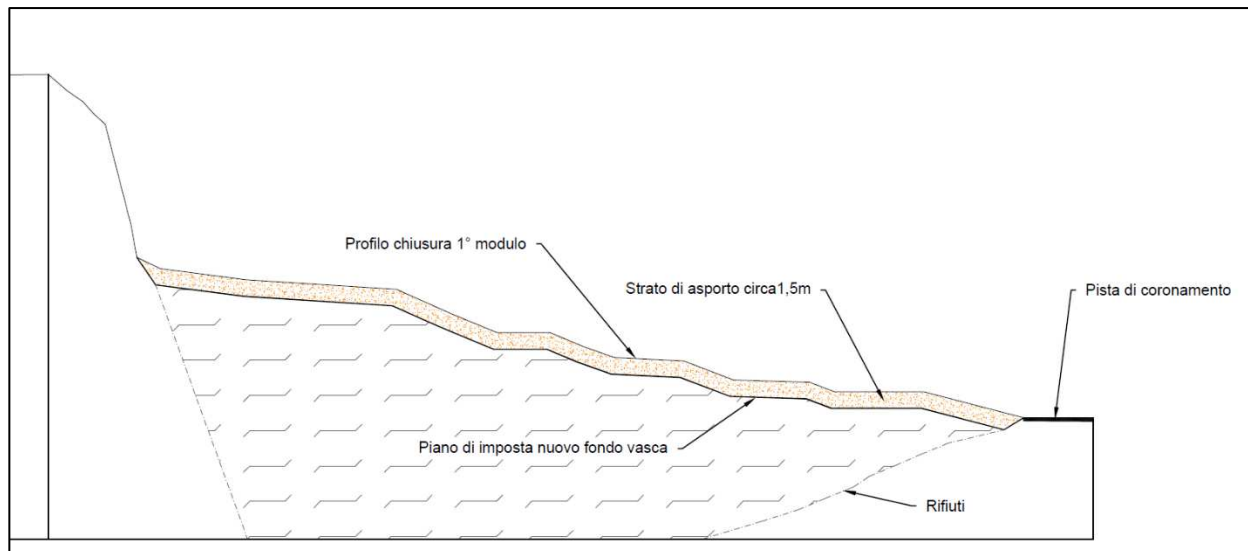 Profilo chiusura 1° modulo
Strato di asporto circa1,5m
Pista di coronamento
Piano di imposta nuovo fondo vasca
Rifiuti